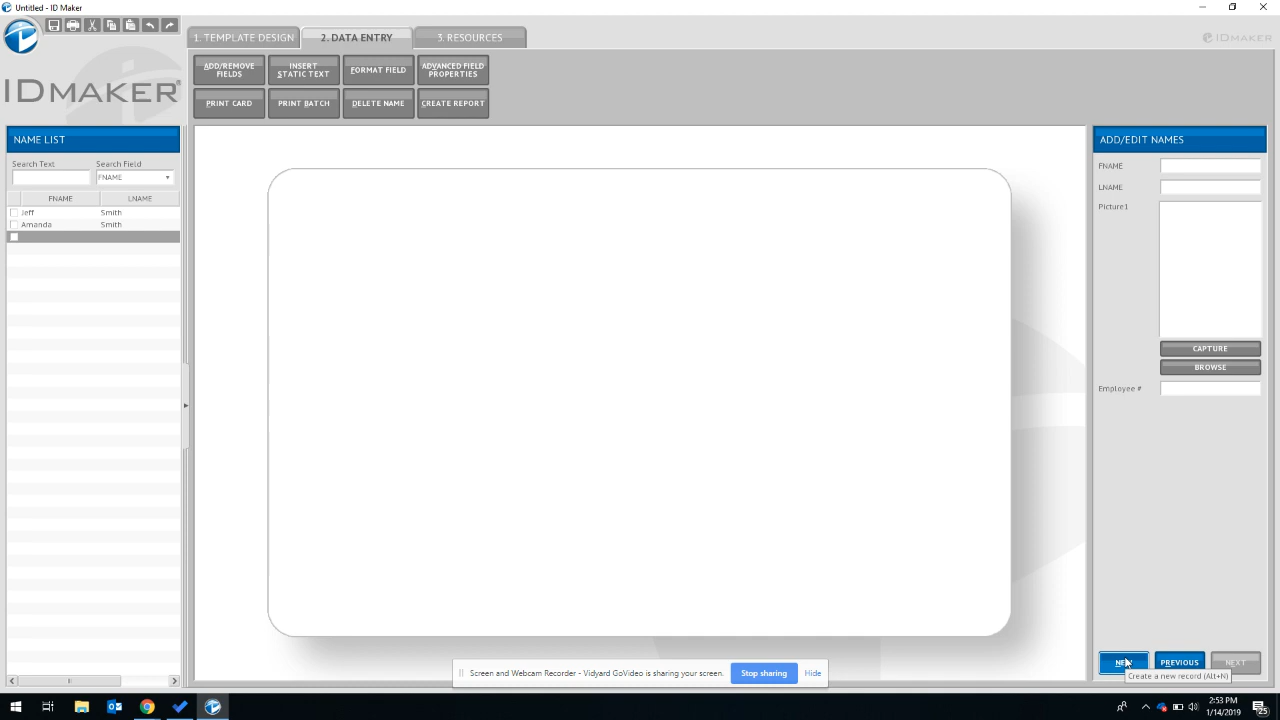 Untitled - ID Maker
1. TEMPLATE DESIGN
2. DATA ENTRY
3. RESOURCES
IDMAKER
IDMAKER®
ADD/REMOVE
FIELDS
INSERT
STATIC TEXT
FORMAT FIELD
ADVANCED FIELD
PROPERTIES
PRINT CARD
PRINT BATCH
DELETE NAME
CREATE REPORT
NAME LIST
Search Text
Search Field
FNAME
FNAME LNAME
Jeff Smith
Amanda Smith
ADD/EDIT NAMES
FNAME
LNAME
Picture1
CAPTURE
BROWSE
Employee #
NEW
PREVIOUS
NEXT
Create a new record (Alt+N)
Screen and Webcam Recorder - Vidyard GoVideo is sharing your screen.
Stop sharing
Hide
2:53 PM
1/14/2019
25